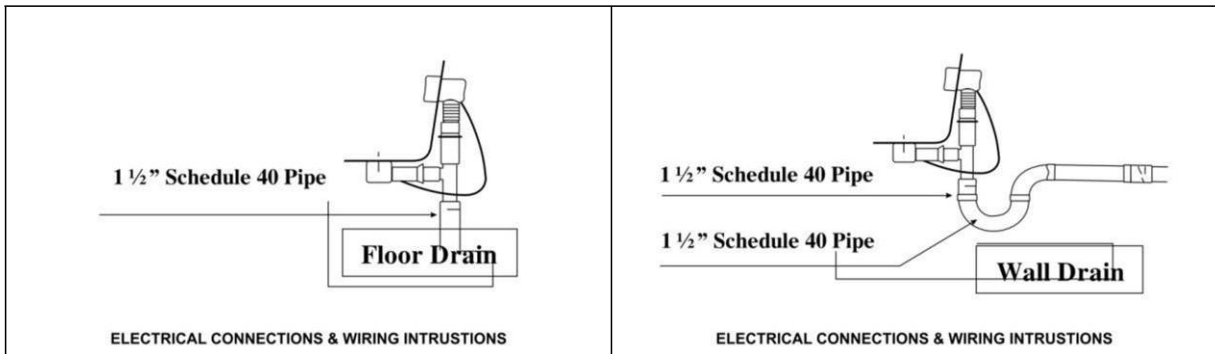 1 ½” Schedule 40 Pipe
Floor Drain
ELECTRICAL CONNECTIONS & WIRING INTRUSTIONS
1 ½” Schedule 40 Pipe
1 ½” Schedule 40 Pipe
Wall Drain
ELECTRICAL CONNECTIONS & WIRING INTRUSTIONS